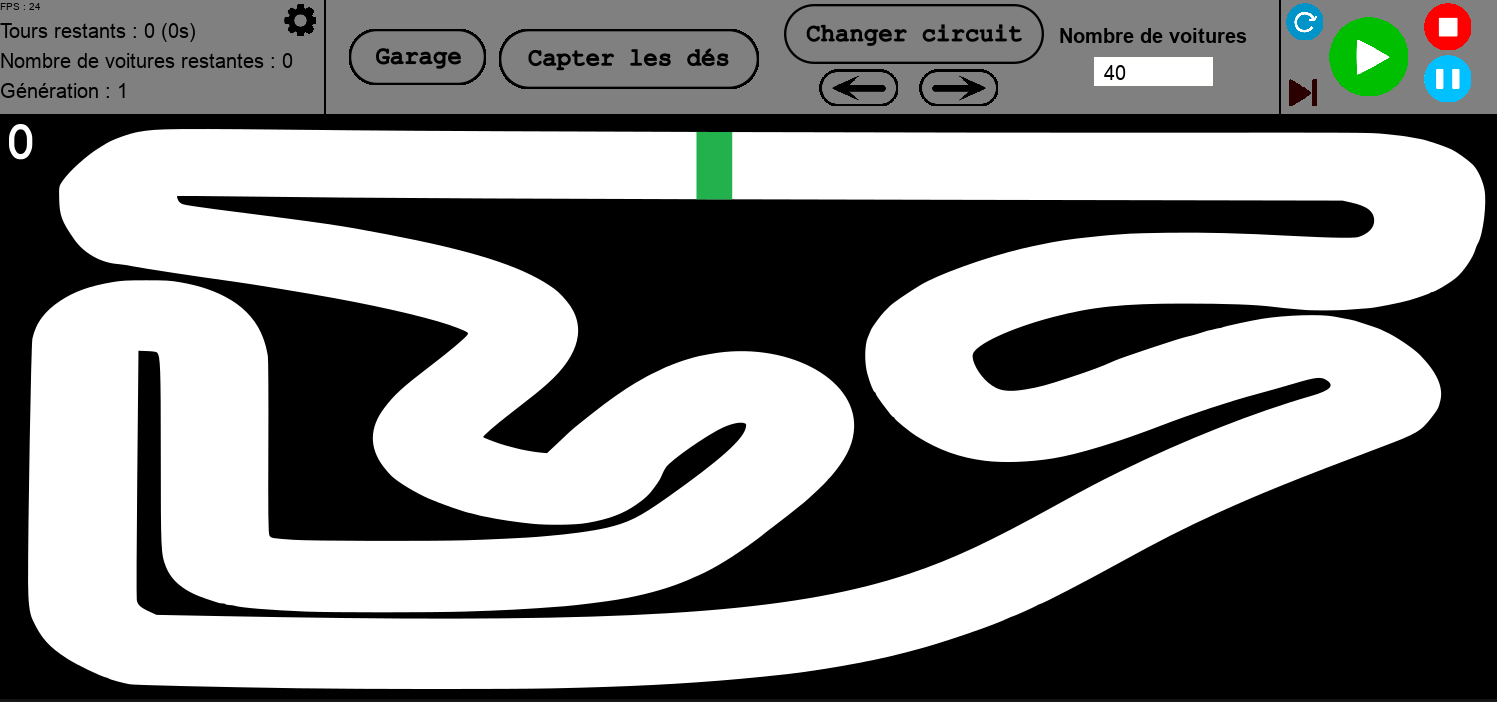 FPS : 24
Tours restants : 0 (0s)
Nombre de voitures restantes : 0
Génération : 1
Garage
Capter les dés
Changer circuit
Nombre de voitures
40
0